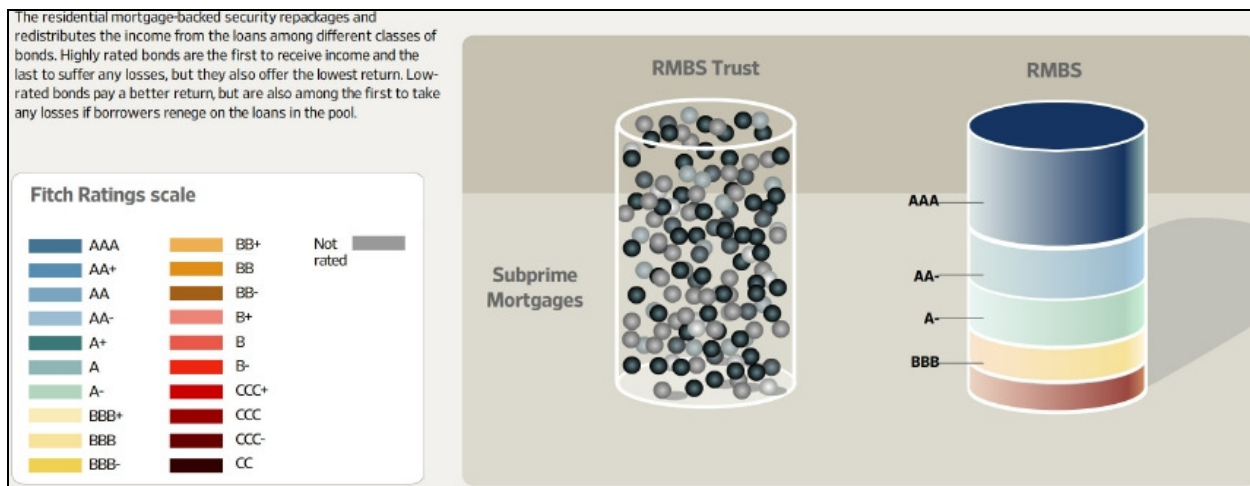 The residential mortgage-backed security repackages and
redistributes the income from the loans among different classes of
bonds. Highly rated bonds are the first to receive income and the
last to suffer any losses, but they also offer the lowest return. Low-
rated bonds pay a better return, but are also among the first to take
any losses if borrowers renege on the loans in the pool.
Fitch Ratings scale
AAA
AA+
AA
AA-
A+
A
A-
BBB+
BBB
BBB-
BB+
BB
BB-
B+
B
B-
CCC+
CCC
CCC-
CC
Not
rated
RMBS Trust
Subprime
Mortgages
RMBS
AAA
AA-
A-
BBB